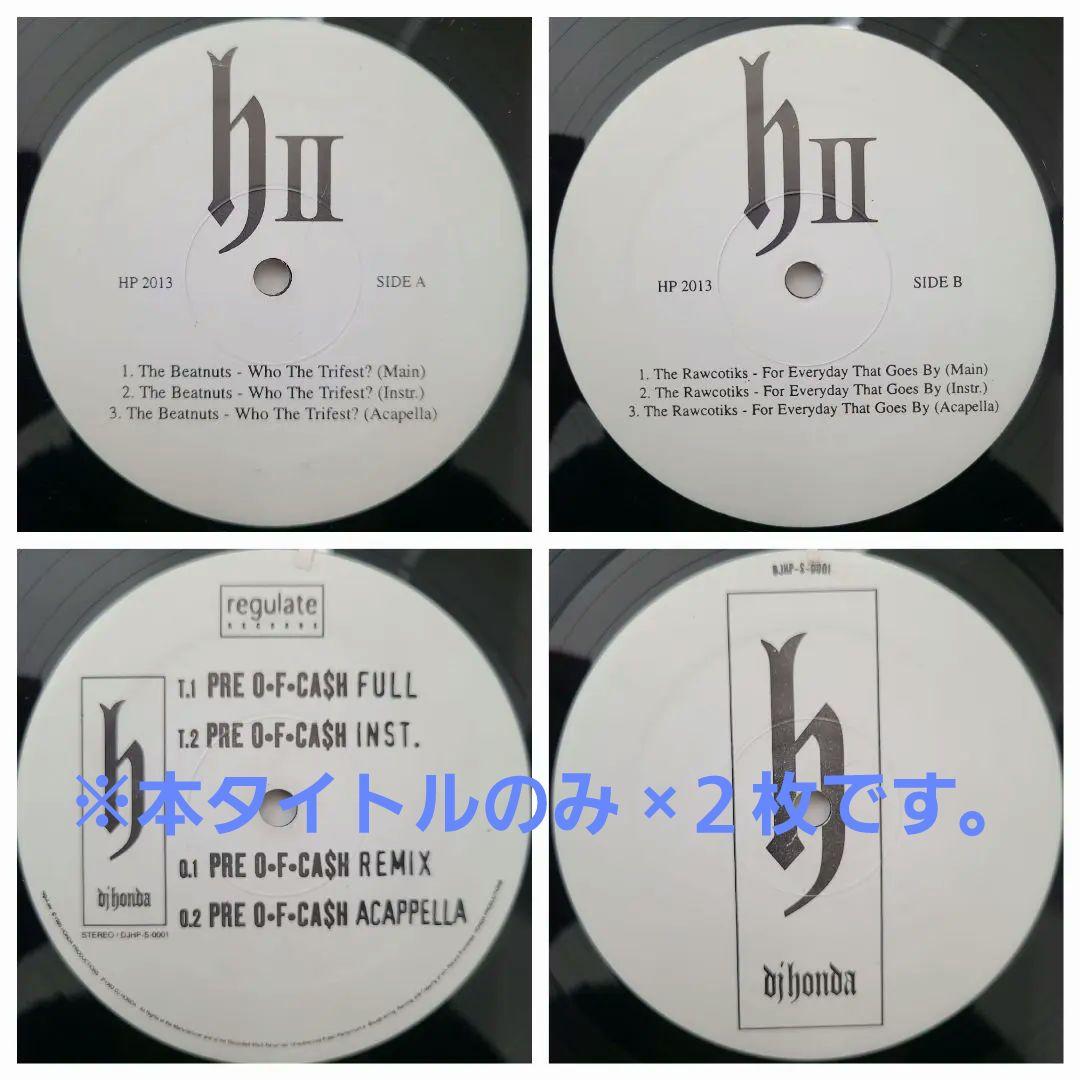 h II
HP 2013
SIDE A
1. The Beatnuts - Who The Trifest? (Main)
2. The Beatnuts - Who The Trifest? (Instr.)
3. The Beatnuts - Who The Trifest? (Acapella)
h II
HP 2013
SIDE B
1. The Rawcotiks - For Everyday That Goes By (Main)
2. The Rawcotiks - For Everyday That Goes By (Instr.)
3. The Rawcotiks - For Everyday That Goes By (Acapella)
regulate
RECORDS
T.1 PRE O•F•CA$H FULL
T.2 PRE O•F•CA$H INST.
※本タイトルのみ×２枚です。
O.1 PRE O•F•CA$H REMIX
O.2 PRE O•F•CA$H ACAPPELLA
h
dj honda
STEREO / DJHP-S-0001
DJHP-S-0001
h
dj honda